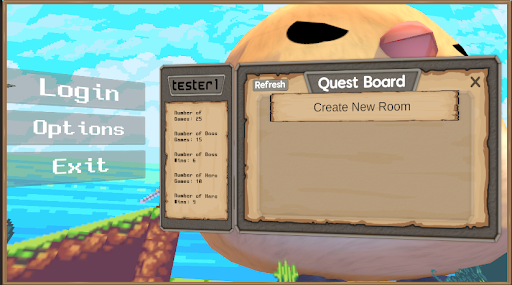 Login
Options
Exit
tester1
Number of
Games: 25
Number of Boss
Games: 15
Number of Boss
Wins: 6
Number of Hero
Games: 10
Number of Hero
Wins: 5
Refresh
Quest Board
X
Create New Room